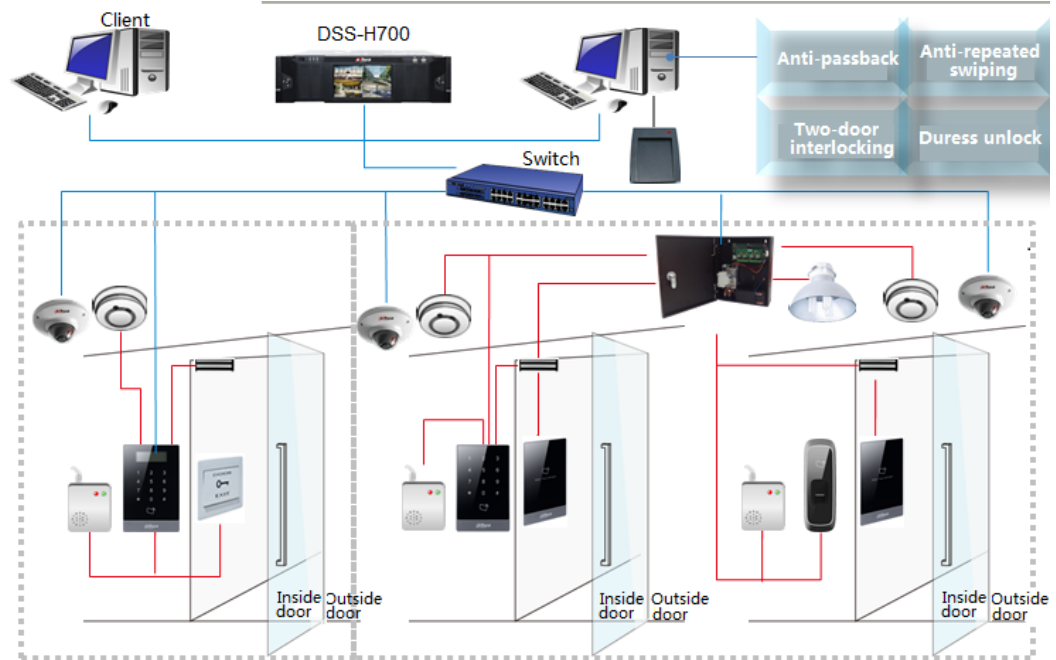 Client
DSS-H700
Anti-passback
Anti-repeated
swiping
Two-door
interlocking
Duress unlock
Switch
EXIT
Inside
door
Outside
door
Inside
door
Outside
door
Inside
door
Outside
door